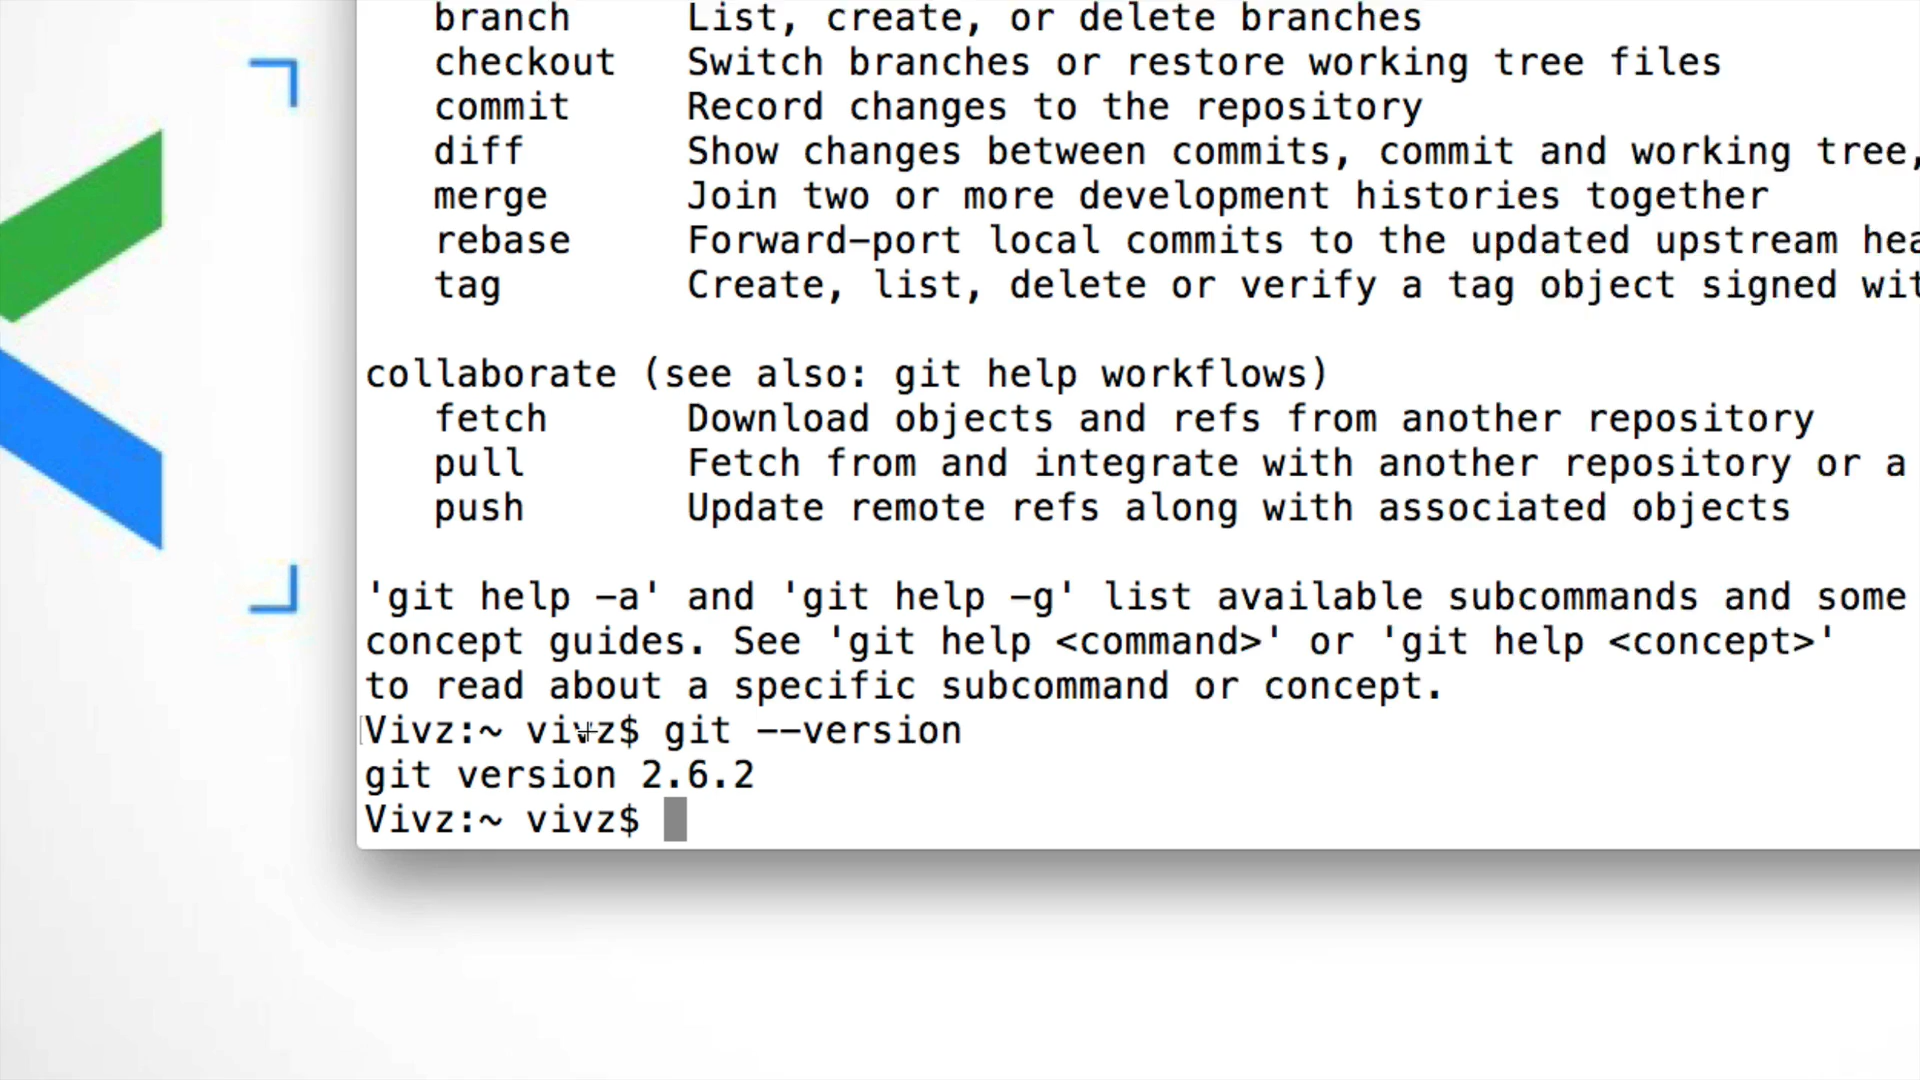 branch List, create, or delete branches
checkout Switch branches or restore working tree files
commit Record changes to the repository
diff Show changes between commits, commit and working tree,
merge Join two or more development histories together
rebase Forward-port local commits to the updated upstream hea
tag Create, list, delete or verify a tag object signed wit
collaborate (see also: git help workflows)
fetch Download objects and refs from another repository
pull Fetch from and integrate with another repository or a
push Update remote refs along with associated objects
'git help -a' and 'git help -g' list available subcommands and some
concept guides. See 'git help <command>' or 'git help <concept>'
to read about a specific subcommand or concept.
Vivz:~ vivz$ git --version
git version 2.6.2
Vivz:~ vivz$